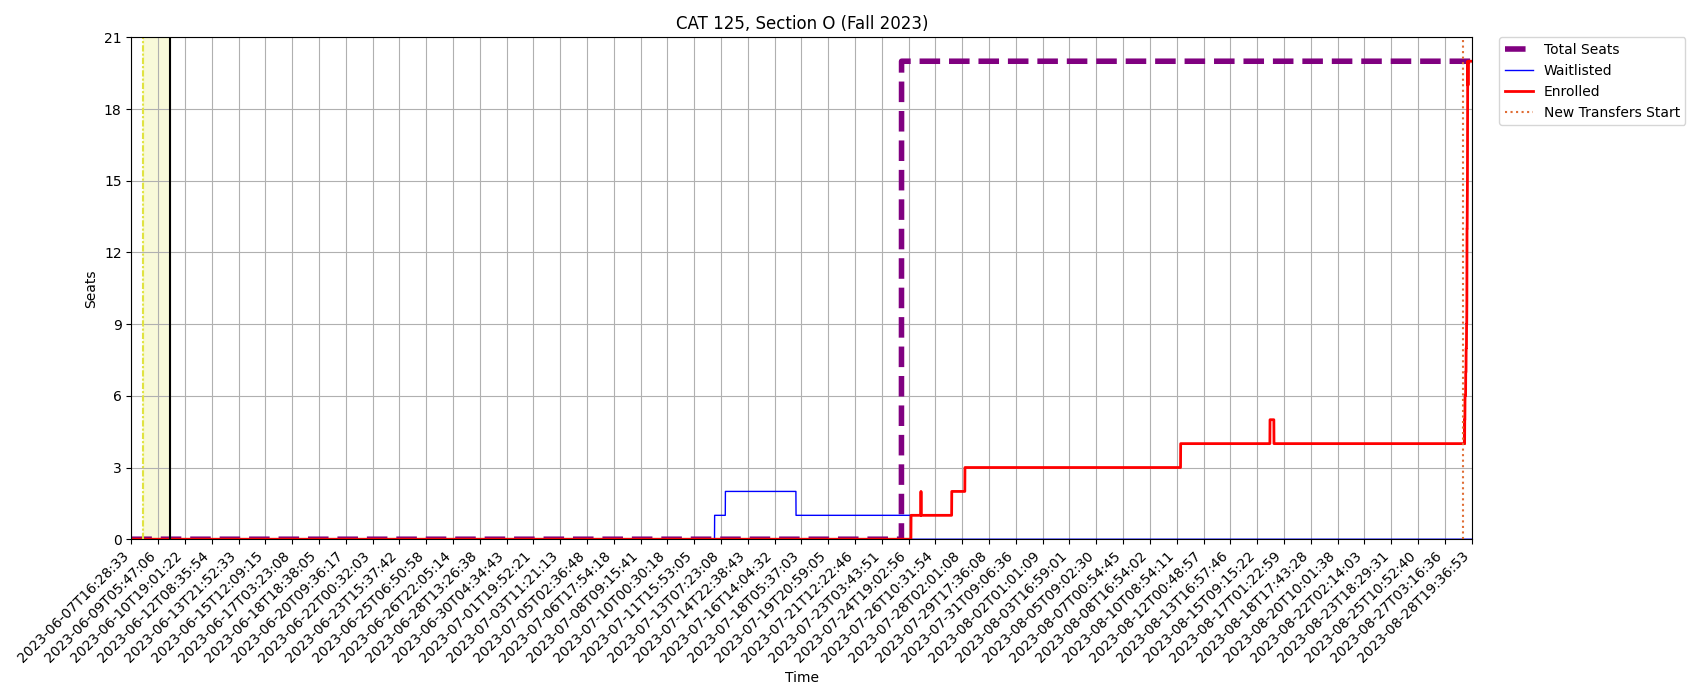 CAT 125, Section O (Fall 2023)
Seats
21
18
15
12
9
6
3
0
Total Seats
Waitlisted
Enrolled
New Transfers Start
2023-06-07T16:28:33
2023-06-09T05:47:06
2023-06-10T19:01:22
2023-06-12T08:35:54
2023-06-13T21:52:33
2023-06-15T12:09:15
2023-06-17T03:23:08
2023-06-18T18:38:05
2023-06-20T09:36:17
2023-06-22T00:32:03
2023-06-23T15:37:42
2023-06-25T06:50:58
2023-06-26T22:05:14
2023-06-28T13:26:38
2023-06-30T04:34:43
2023-07-01T19:52:21
2023-07-03T11:21:13
2023-07-05T02:36:48
2023-07-06T17:54:18
2023-07-08T09:15:41
2023-07-10T00:30:18
2023-07-11T15:53:05
2023-07-13T07:23:08
2023-07-14T22:38:43
2023-07-16T14:04:32
2023-07-18T05:37:03
2023-07-19T20:59:05
2023-07-21T12:22:46
2023-07-23T03:43:51
2023-07-24T19:02:56
2023-07-26T10:31:54
2023-07-28T02:01:08
2023-07-29T17:36:08
2023-07-31T09:06:36
2023-08-02T01:01:09
2023-08-03T16:59:01
2023-08-05T09:02:30
2023-08-07T00:54:45
2023-08-08T16:54:02
2023-08-10T08:54:11
2023-08-12T00:48:57
2023-08-13T16:57:46
2023-08-15T09:15:22
2023-08-17T01:22:59
2023-08-18T17:43:28
2023-08-20T10:01:38
2023-08-22T02:14:03
2023-08-23T18:29:31
2023-08-25T10:52:40
2023-08-27T03:16:36
2023-08-28T19:36:53
Time